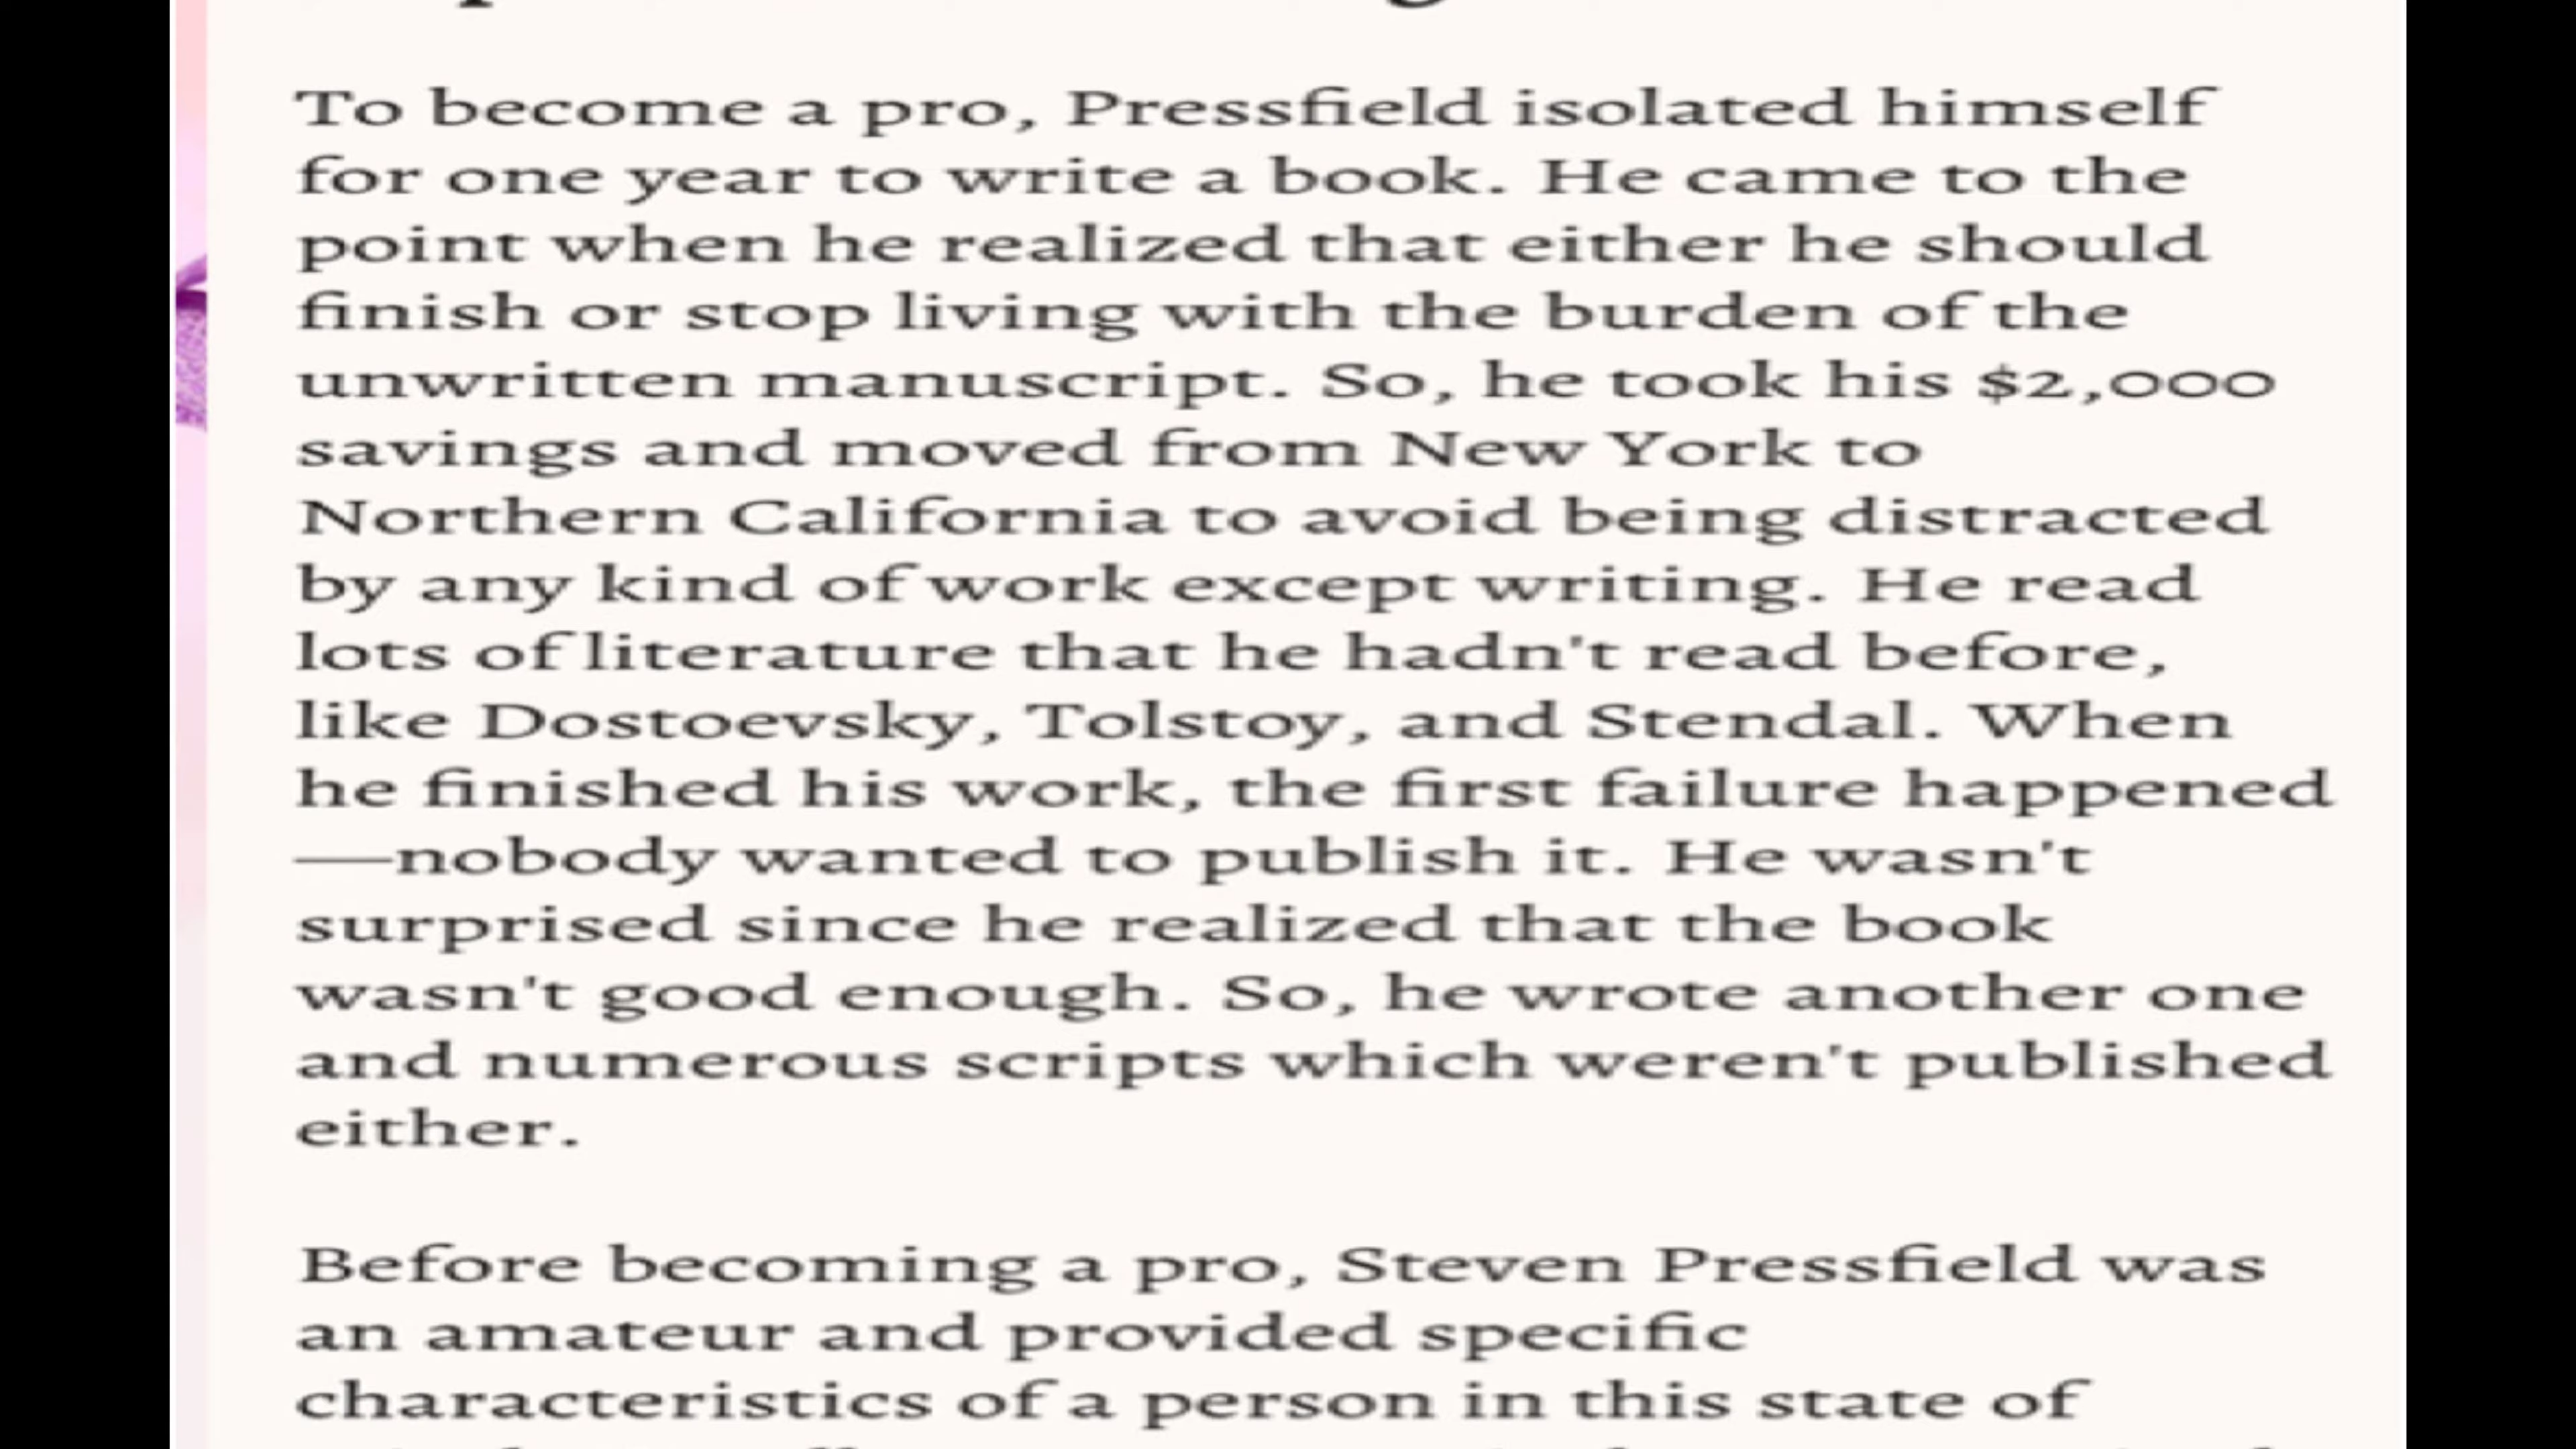 To become a pro, Pressfield isolated himself
for one year to write a book. He came to the
point when he realized that either he should
finish or stop living with the burden of the
unwritten manuscript. So, he took his $2,000
savings and moved from New York to
Northern California to avoid being distracted
by any kind of work except writing. He read
lots of literature that he hadn't read before,
like Dostoevsky, Tolstoy, and Stendal. When
he finished his work, the first failure happened
—nobody wanted to publish it. He wasn't
surprised since he realized that the book
wasn't good enough. So, he wrote another one
and numerous scripts which weren't published
either.
Before becoming a pro, Steven Pressfield was
an amateur and provided specific
characteristics of a person in this state of